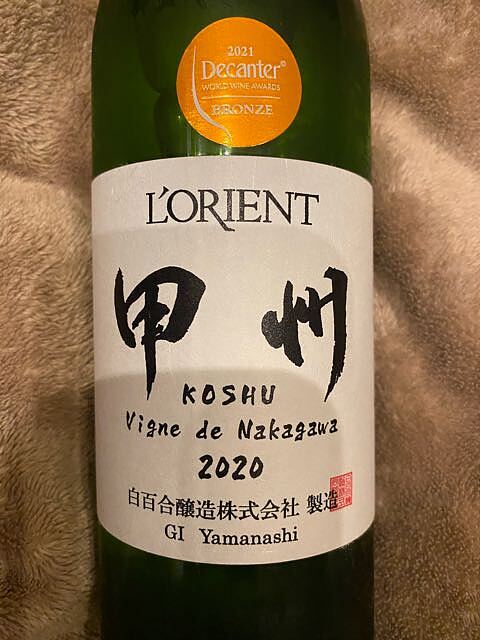 2021
Decanter
WORLD WINE AWARDS
BRONZE
L'ORIENT
甲州
KOSHU
Vigne de Nakagawa
2020
白百合醸造株式会社 製造
GI Yamanashi